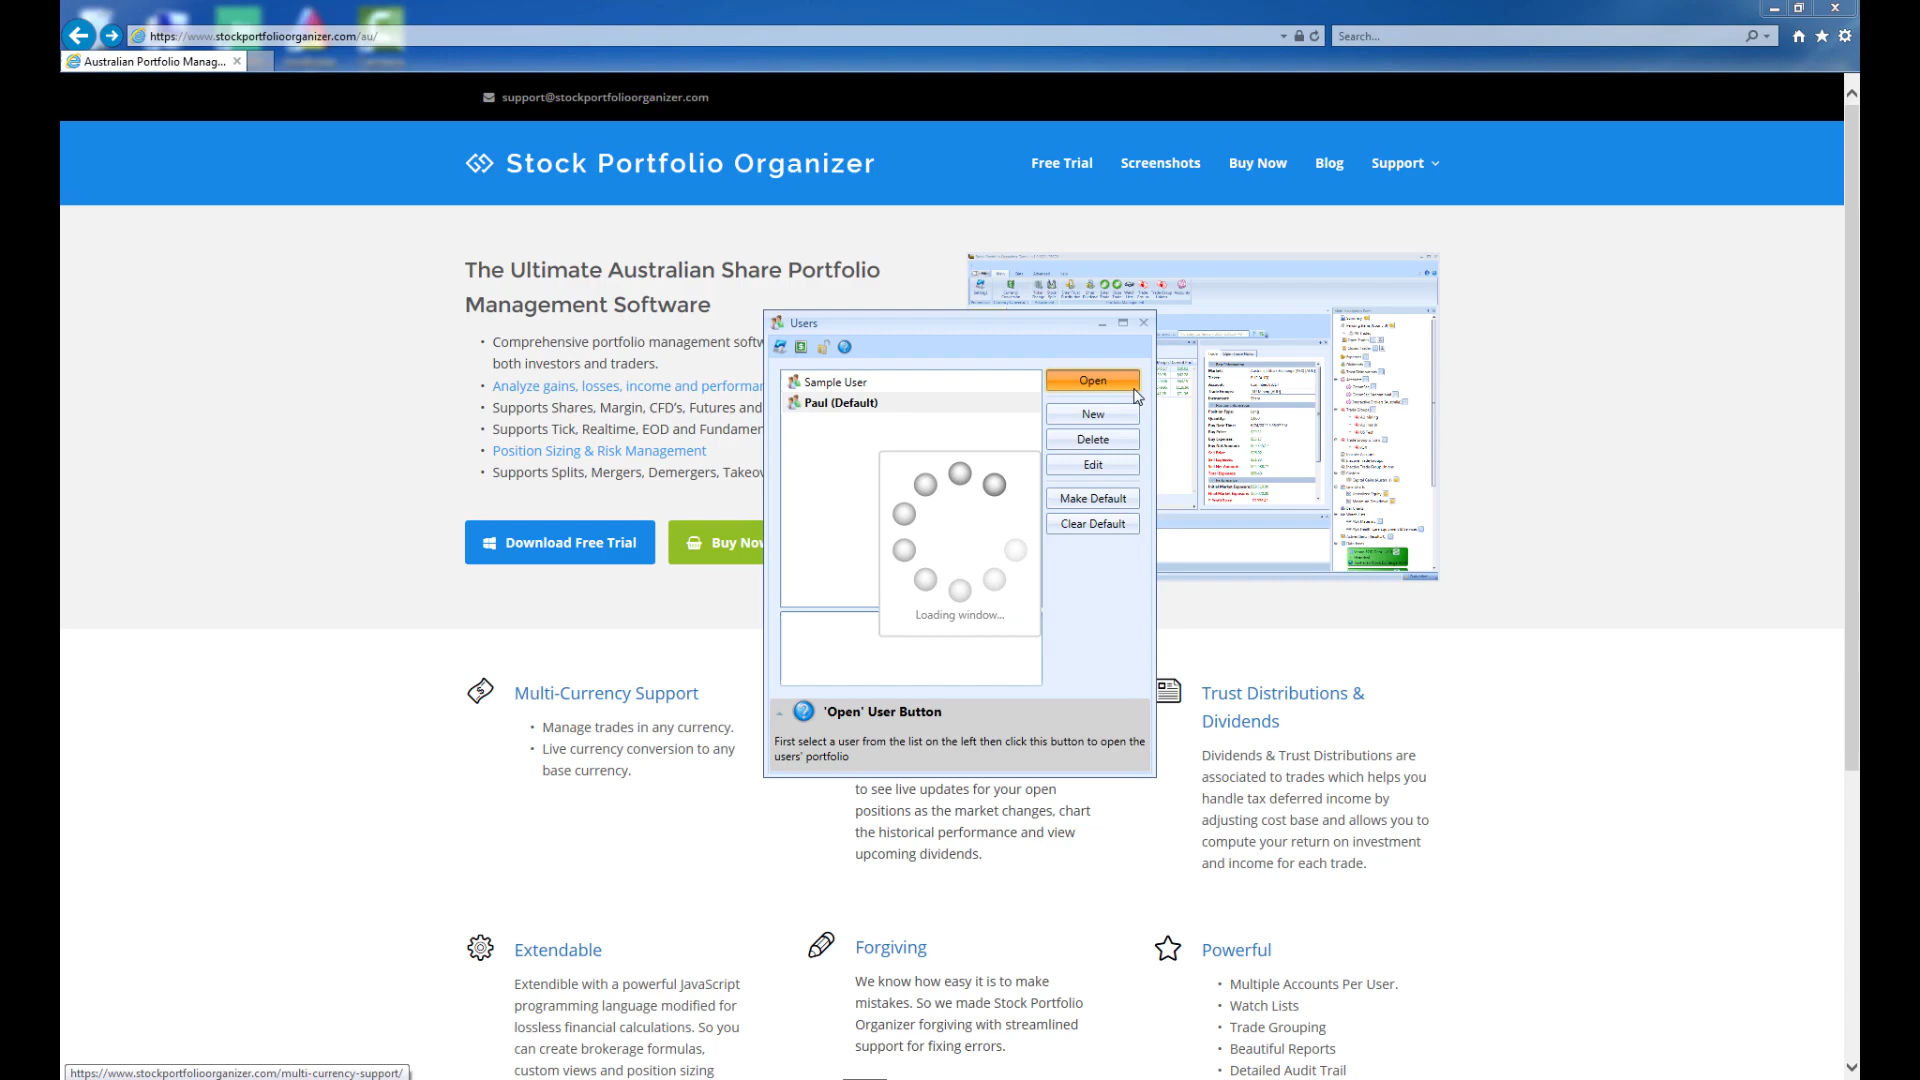 https://www.stockportfolioorganizer.com/au/
Search...
Australian Portfolio Manag...
support@stockportfolioorganizer.com
Stock Portfolio Organizer
Free Trial
Screenshots
Buy Now
Blog
Support
The Ultimate Australian Share Portfolio
Management Software
Comprehensive portfolio management softw
both investors and traders.
Analyze gains, losses, income and performa
Supports Shares, Margin, CFD's, Futures and
Supports Tick, Realtime, EOD and Fundamen
Position Sizing & Risk Management
Supports Splits, Mergers, Demergers, Takeov
Download Free Trial
Buy Now
Users
Sample User
Paul (Default)
Open
New
Delete
Edit
Make Default
Clear Default
Loading window...
'Open' User Button
First select a user from the list on the left then click this button to open the
users' portfolio
Multi-Currency Support
Manage trades in any currency.
Live currency conversion to any
base currency.
to see live updates for your open
positions as the market changes, chart
the historical performance and view
upcoming dividends.
Trust Distributions &
Dividends
Dividends & Trust Distributions are
associated to trades which helps you
handle tax deferred income by
adjusting cost base and allows you to
compute your return on investment
and income for each trade.
Extendable
Extendible with a powerful JavaScript
programming language modified for
lossless financial calculations. So you
can create brokerage formulas,
custom views and position sizing
Forgiving
We know how easy it is to make
mistakes. So we made Stock Portfolio
Organizer forgiving with streamlined
support for fixing errors.
Powerful
Multiple Accounts Per User.
Watch Lists
Trade Grouping
Beautiful Reports
Detailed Audit Trail
https://www.stockportfolioorganizer.com/multi-currency-support/